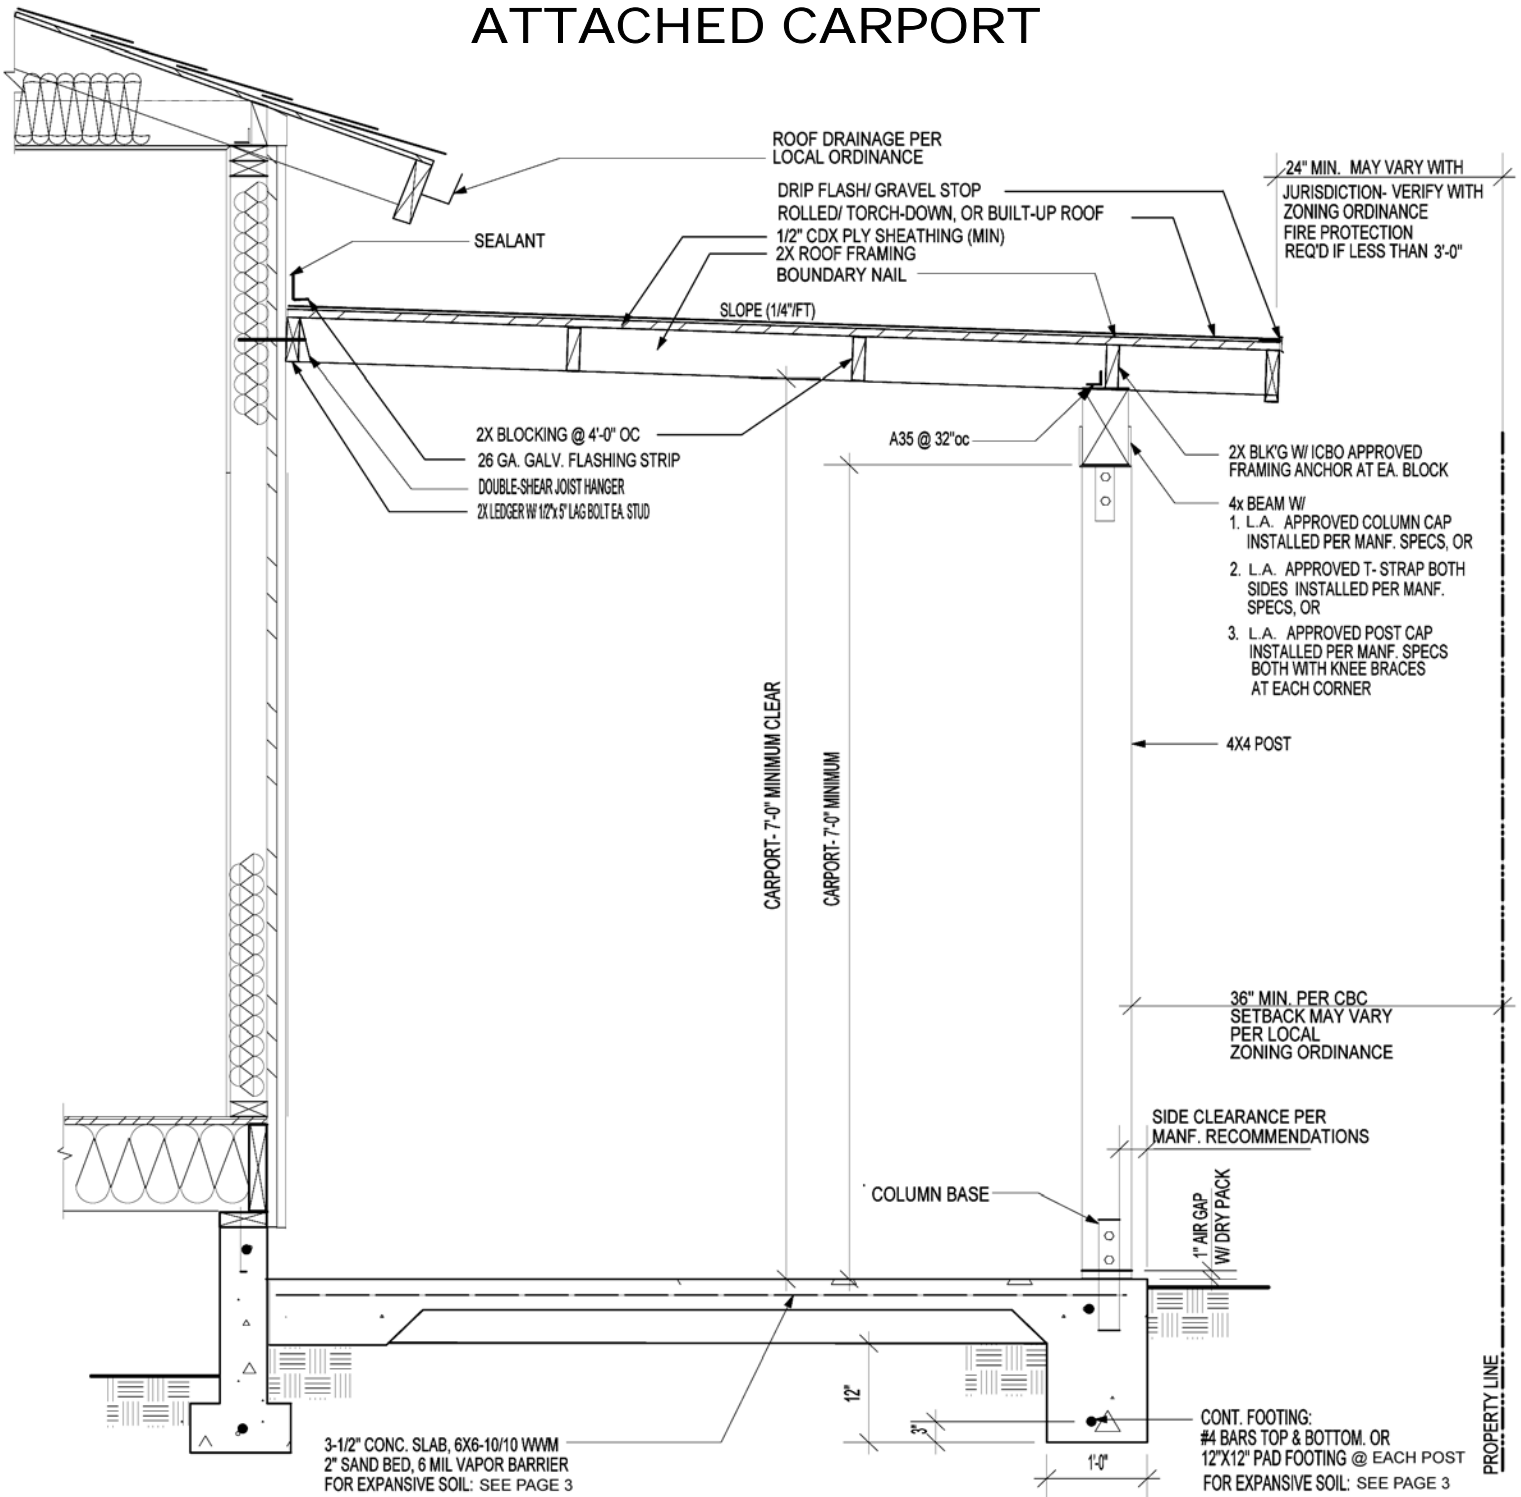 ATTACHED CARPORT
ROOF DRAINAGE PER
LOCAL ORDINANCE
24" MIN. MAY VARY WITH
JURISDICTION- VERIFY WITH
ZONING ORDINANCE
FIRE PROTECTION
REQ'D IF LESS THAN 3'-0"
DRIP FLASH/ GRAVEL STOP
ROLLED/ TORCH-DOWN, OR BUILT-UP ROOF
1/2" CDX PLY SHEATHING (MIN)
2X ROOF FRAMING
BOUNDARY NAIL
SEALANT
SLOPE (1/4"/FT)
2X BLOCKING @ 4'-0" OC
26 GA. GALV. FLASHING STRIP
DOUBLE-SHEAR JOIST HANGER
2X LEDGER W/ 1/2"x 5" LAG BOLT EA. STUD
A35 @ 32"oc
2X BLK'G W/ ICBO APPROVED
FRAMING ANCHOR AT EA. BLOCK
4x BEAM W/
1. L.A. APPROVED COLUMN CAP
INSTALLED PER MANF. SPECS, OR
2. L.A. APPROVED T- STRAP BOTH
SIDES INSTALLED PER MANF.
SPECS, OR
3. L.A. APPROVED POST CAP
INSTALLED PER MANF. SPECS
BOTH WITH KNEE BRACES
AT EACH CORNER
4X4 POST
CARPORT- 7'-0" MINIMUM CLEAR
CARPORT- 7'-0" MINIMUM
36" MIN. PER CBC
SETBACK MAY VARY
PER LOCAL
ZONING ORDINANCE
SIDE CLEARANCE PER
MANF. RECOMMENDATIONS
COLUMN BASE
1" AIR GAP
W/ DRY PACK
PROPERTY LINE
12"
3"
1'-0"
3-1/2" CONC. SLAB, 6X6-10/10 WWM
2" SAND BED, 6 MIL VAPOR BARRIER
FOR EXPANSIVE SOIL: SEE PAGE 3
CONT. FOOTING:
#4 BARS TOP & BOTTOM. OR
12"X12" PAD FOOTING @ EACH POST
FOR EXPANSIVE SOIL: SEE PAGE 3